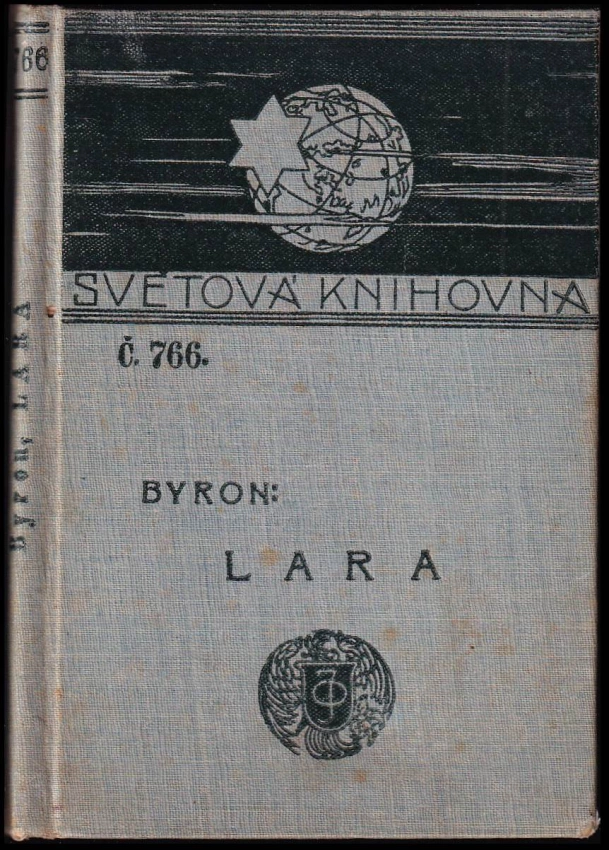 766
SVĚTOVÁ KNIHOVNA
Č. 766.
BYRON:
LARA
Byron, LARA